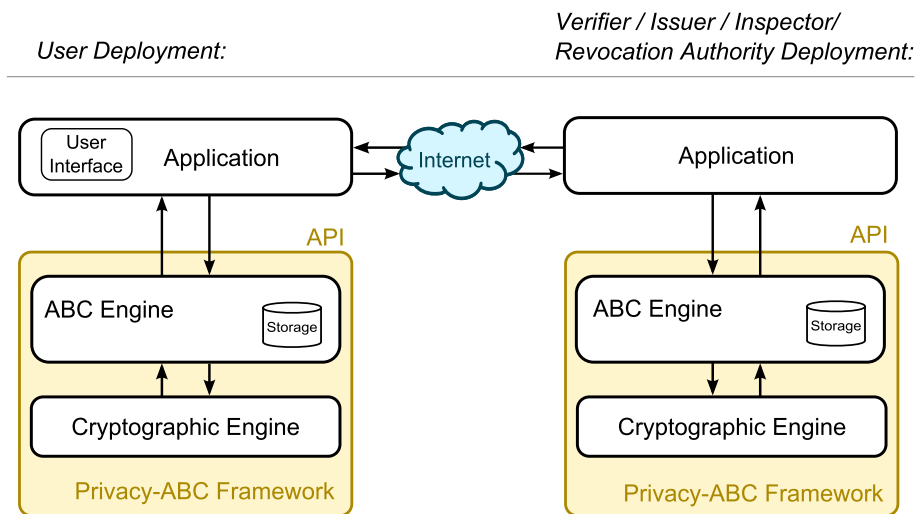 User Deployment:
Verifier / Issuer / Inspector/
Revocation Authority Deployment:
User
Interface
Application
Internet
Application
API
API
ABC Engine
Storage
ABC Engine
Storage
Cryptographic Engine
Cryptographic Engine
Privacy-ABC Framework
Privacy-ABC Framework